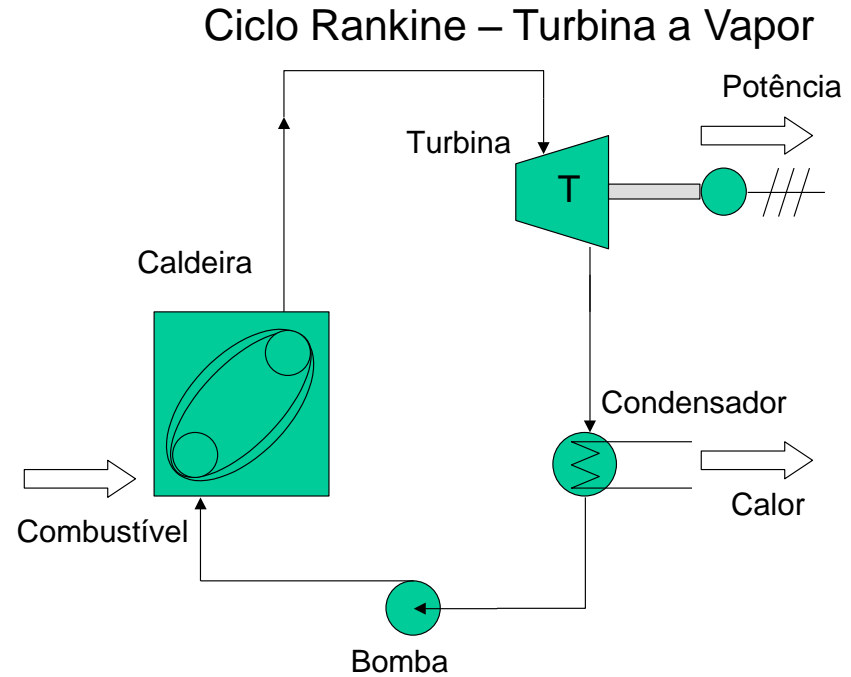 Ciclo Rankine – Turbina a Vapor
Potência
Turbina
T
Caldeira
Condensador
Calor
Combustível
Bomba